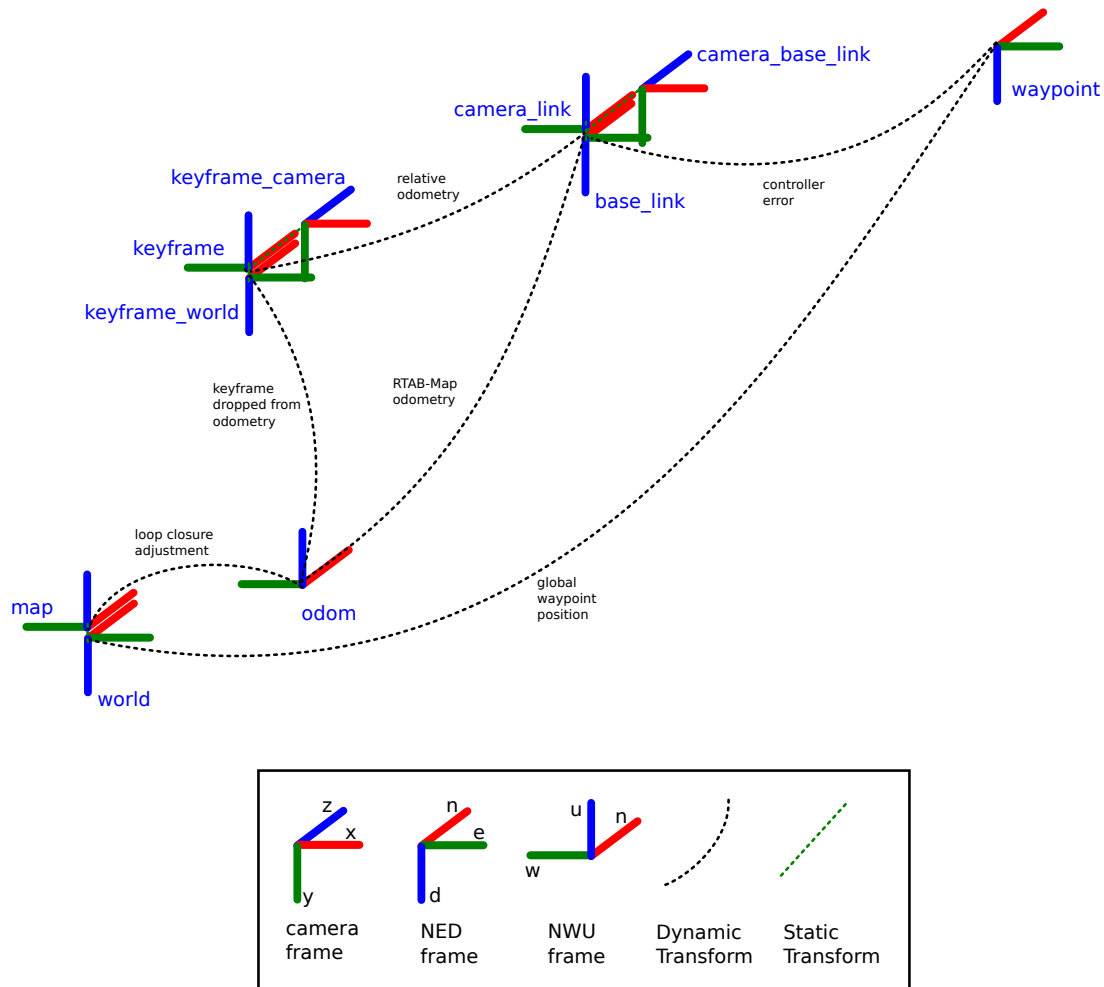 camera_base_link
waypoint
camera_link
base_link
controller
error
relative
odometry
keyframe_camera
keyframe
keyframe_world
keyframe
dropped from
odometry
RTAB-Map
odometry
loop closure
adjustment
map
odom
world
global
waypoint
position
z
x
y
camera
frame
n
e
d
NED
frame
u
n
w
NWU
frame
Dynamic
Transform
Static
Transform